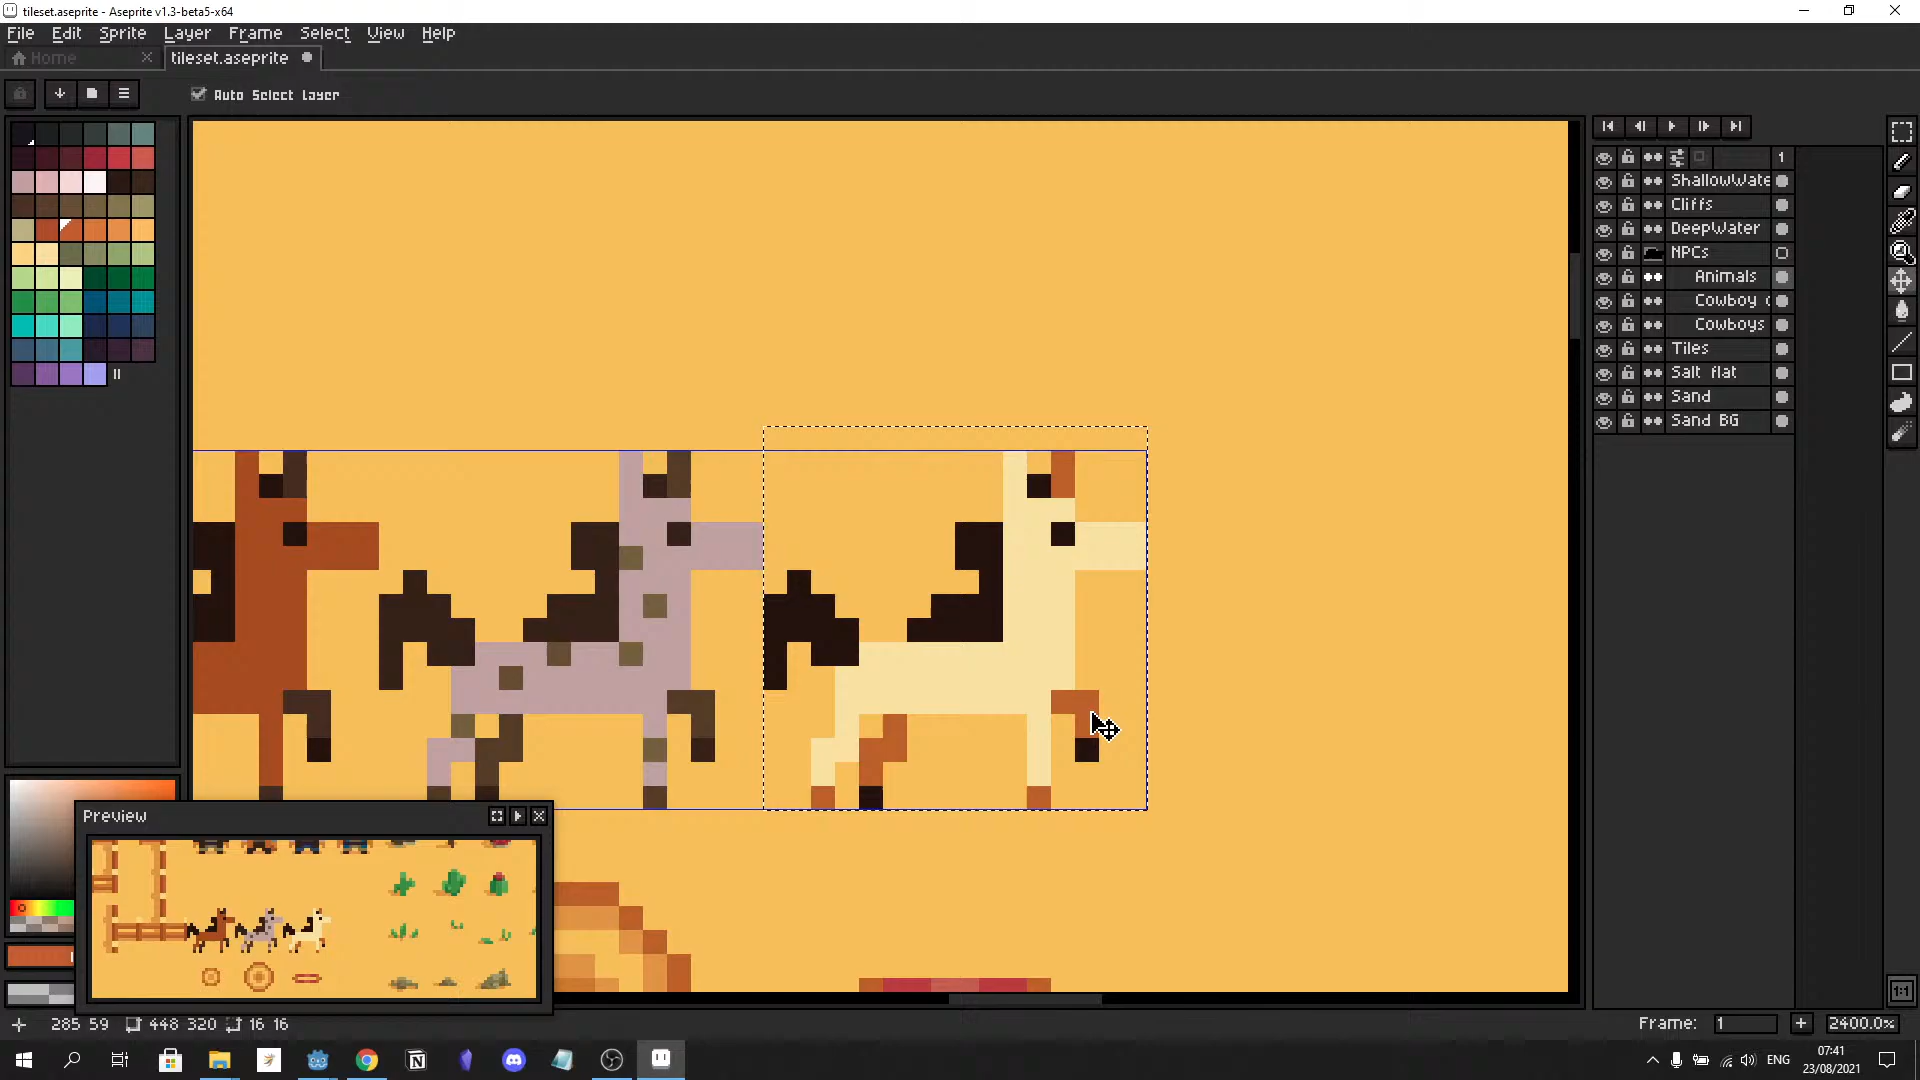 tileset.aseprite - Aseprite v1.3-beta5-x64
File Edit Sprite Layer Frame Select View Help
Home
tileset.aseprite
Auto Select Layer
1
ShallowWate
Cliffs
DeepWater
NPCs
Animals
Cowboy
Cowboys
Tiles
Salt flat
Sand
Sand BG
Preview
1:1
285 59 448 320 16 16
Frame: 1 + 2400.0%
ENG
07:41
23/08/2021